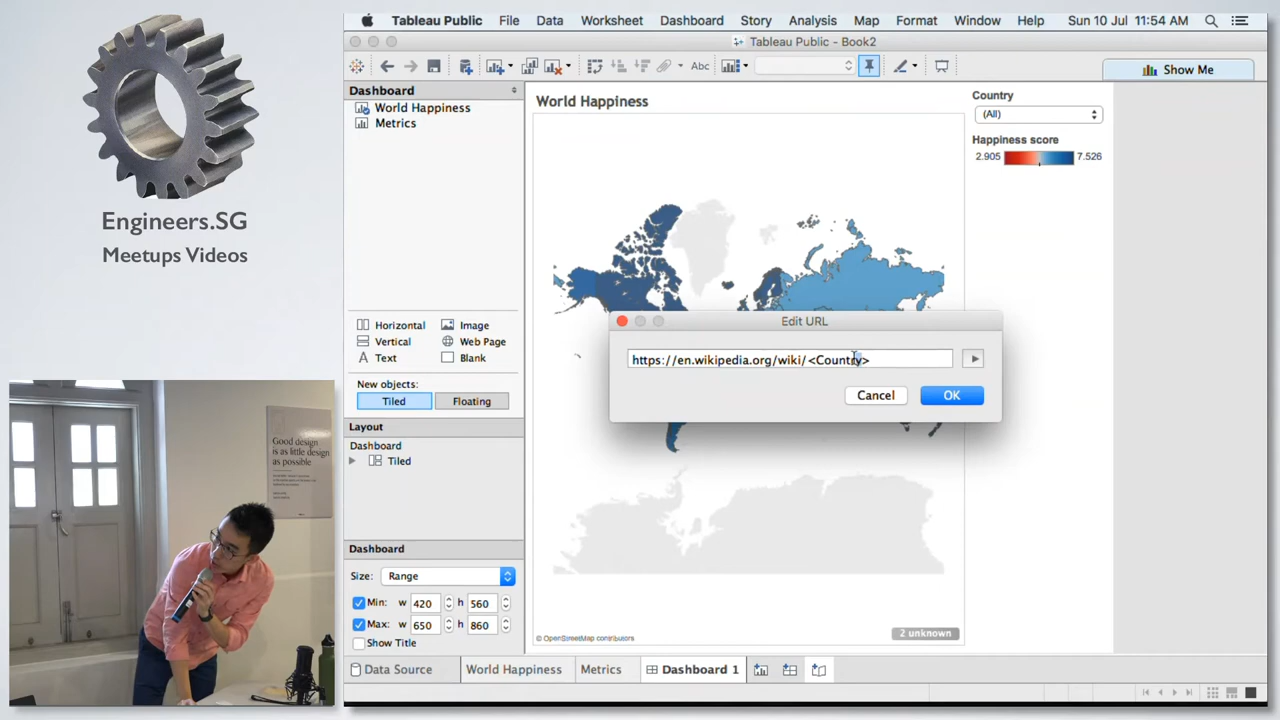 Engineers.SG
Meetups Videos
Good design
is as little design
as possible
Tableau Public File Data Worksheet Dashboard Story Analysis Map Format Window Help Sun 10 Jul 11:54 AM
Tableau Public - Book2
Abc
Show Me
Dashboard
World Happiness
Metrics
Horizontal Image
Vertical Web Page
A Text Blank
New objects:
Tiled Floating
Layout
Dashboard
Tiled
Dashboard
Size: Range
Min: w 420 h 560
Max: w 650 h 860
Show Title
World Happiness
Country
(All)
Happiness score
2.905 7.526
Edit URL
https://en.wikipedia.org/wiki/<Country>
Cancel OK
© OpenStreetMap contributors
2 unknown
Data Source World Happiness Metrics Dashboard 1